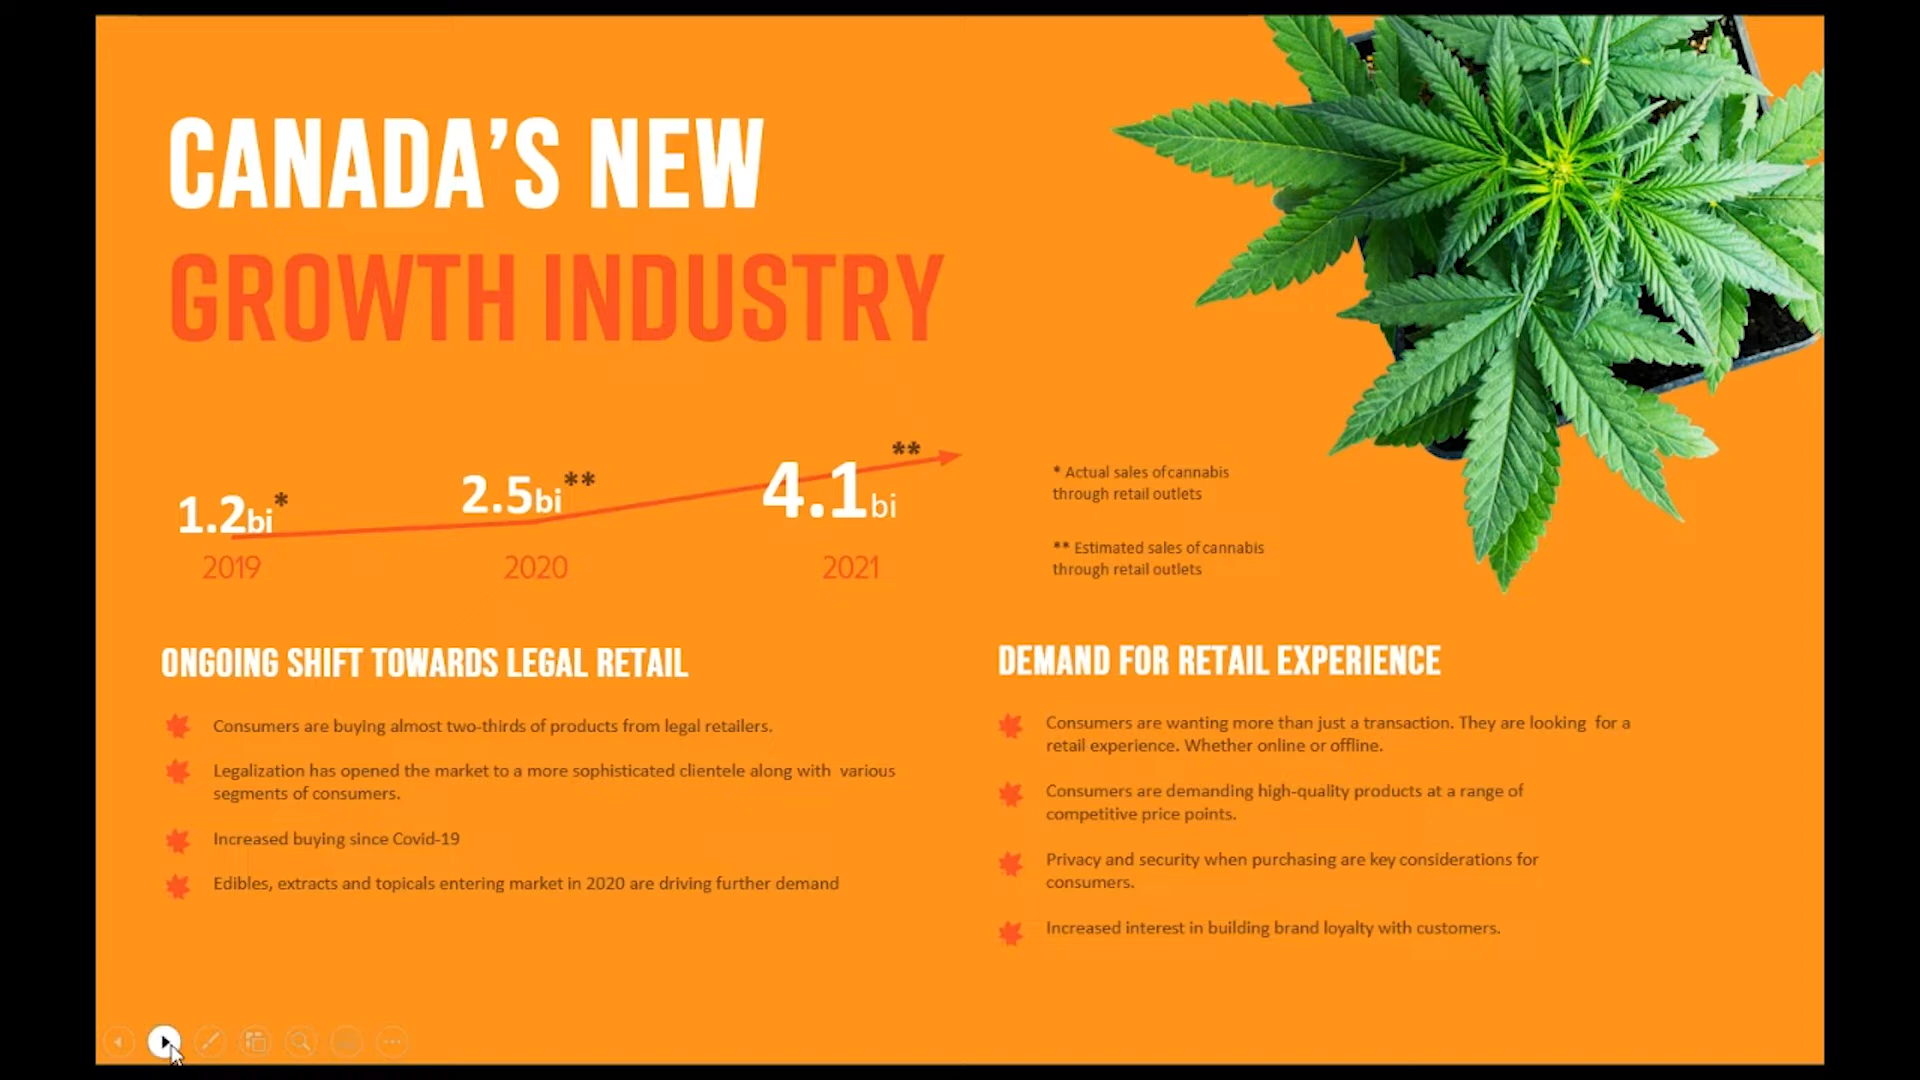 CANADA'S NEW
GROWTH INDUSTRY
1.2bi*
2.5bi**
4.1bi**
2019
2020
2021
* Actual sales of cannabis
through retail outlets
** Estimated sales of cannabis
through retail outlets
ONGOING SHIFT TOWARDS LEGAL RETAIL
Consumers are buying almost two-thirds of products from legal retailers.
Legalization has opened the market to a more sophisticated clientele along with various
segments of consumers.
Increased buying since Covid-19
Edibles, extracts and topicals entering market in 2020 are driving further demand
DEMAND FOR RETAIL EXPERIENCE
Consumers are wanting more than just a transaction. They are looking for a
retail experience. Whether online or offline.
Consumers are demanding high-quality products at a range of
competitive price points.
Privacy and security when purchasing are key considerations for
consumers.
Increased interest in building brand loyalty with customers.